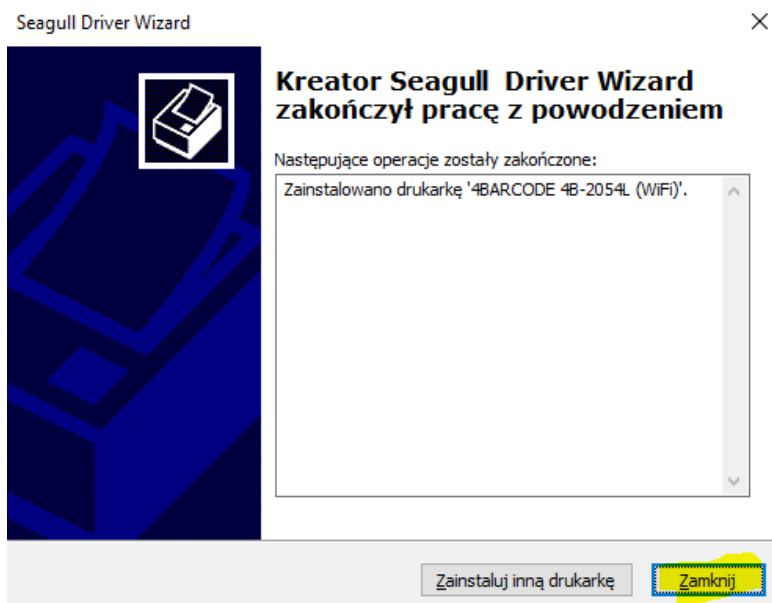 Seagull Driver Wizard
Kreator Seagull Driver Wizard
zakończył pracę z powodzeniem
Następujące operacje zostały zakończone:
Zainstalowano drukarkę '4BARCODE 4B-2054L (WiFi)'.
Zainstaluj inną drukarkę
Zamknij